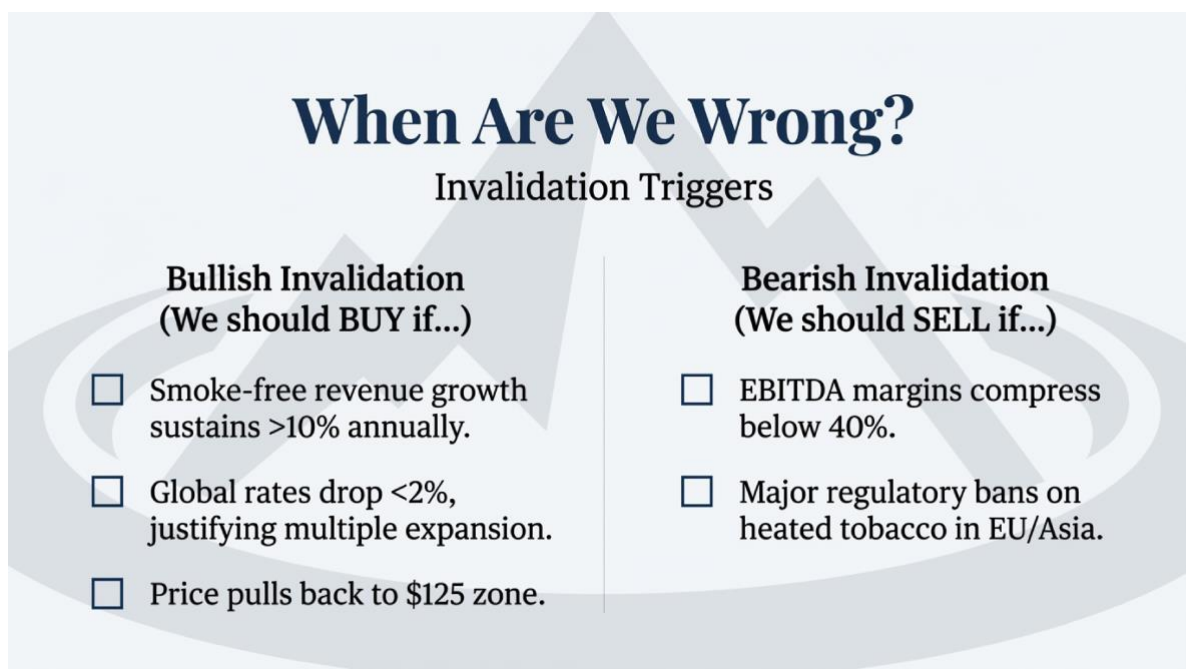 When Are We Wrong?
Invalidation Triggers
Bullish Invalidation
(We should BUY if...)
Smoke-free revenue growth
sustains >10% annually.
Global rates drop <2%,
justifying multiple expansion.
Price pulls back to $125 zone.
Bearish Invalidation
(We should SELL if...)
EBITDA margins compress
below 40%.
Major regulatory bans on
heated tobacco in EU/Asia.